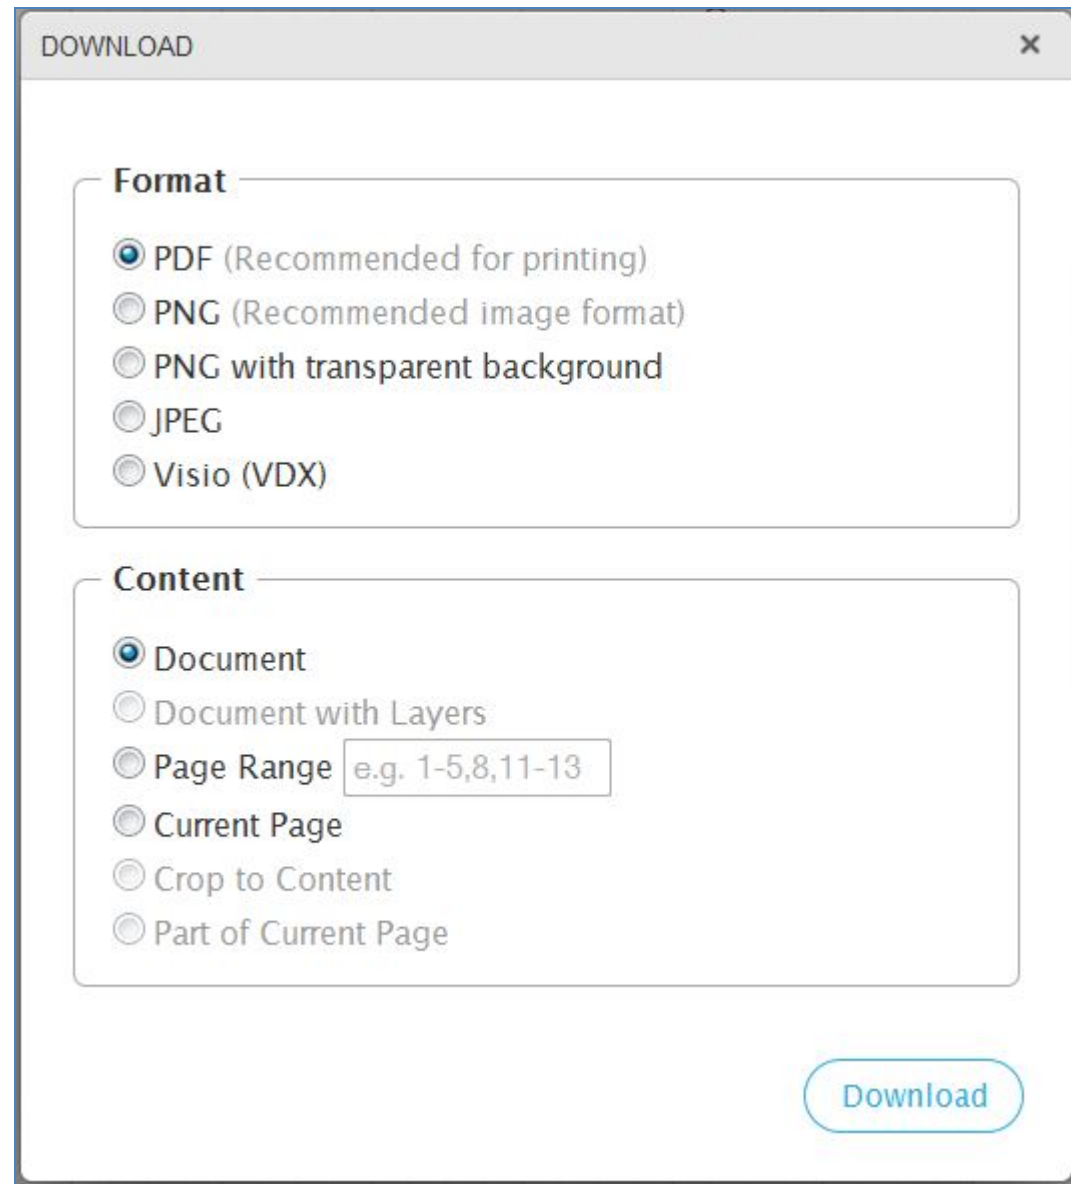 DOWNLOAD
Format
PDF (Recommended for printing)
PNG (Recommended image format)
PNG with transparent background
JPEG
Visio (VDX)
Content
Document
Document with Layers
Page Range e.g. 1-5,8,11-13
Current Page
Crop to Content
Part of Current Page
Download